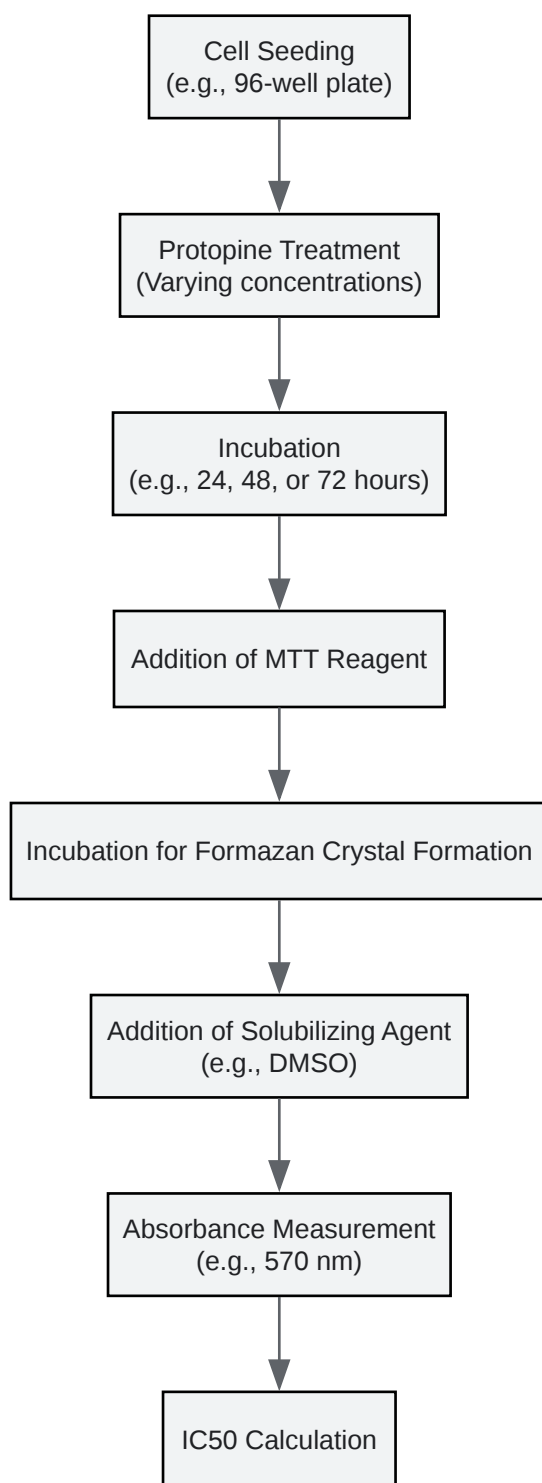 Cell Seeding
(e.g., 96-well plate)
Protopine Treatment
(Varying concentrations)
Incubation
(e.g., 24, 48, or 72 hours)
Addition of MTT Reagent
Incubation for Formazan Crystal Formation
Addition of Solubilizing Agent
(e.g., DMSO)
Absorbance Measurement
(e.g., 570 nm)
IC50 Calculation